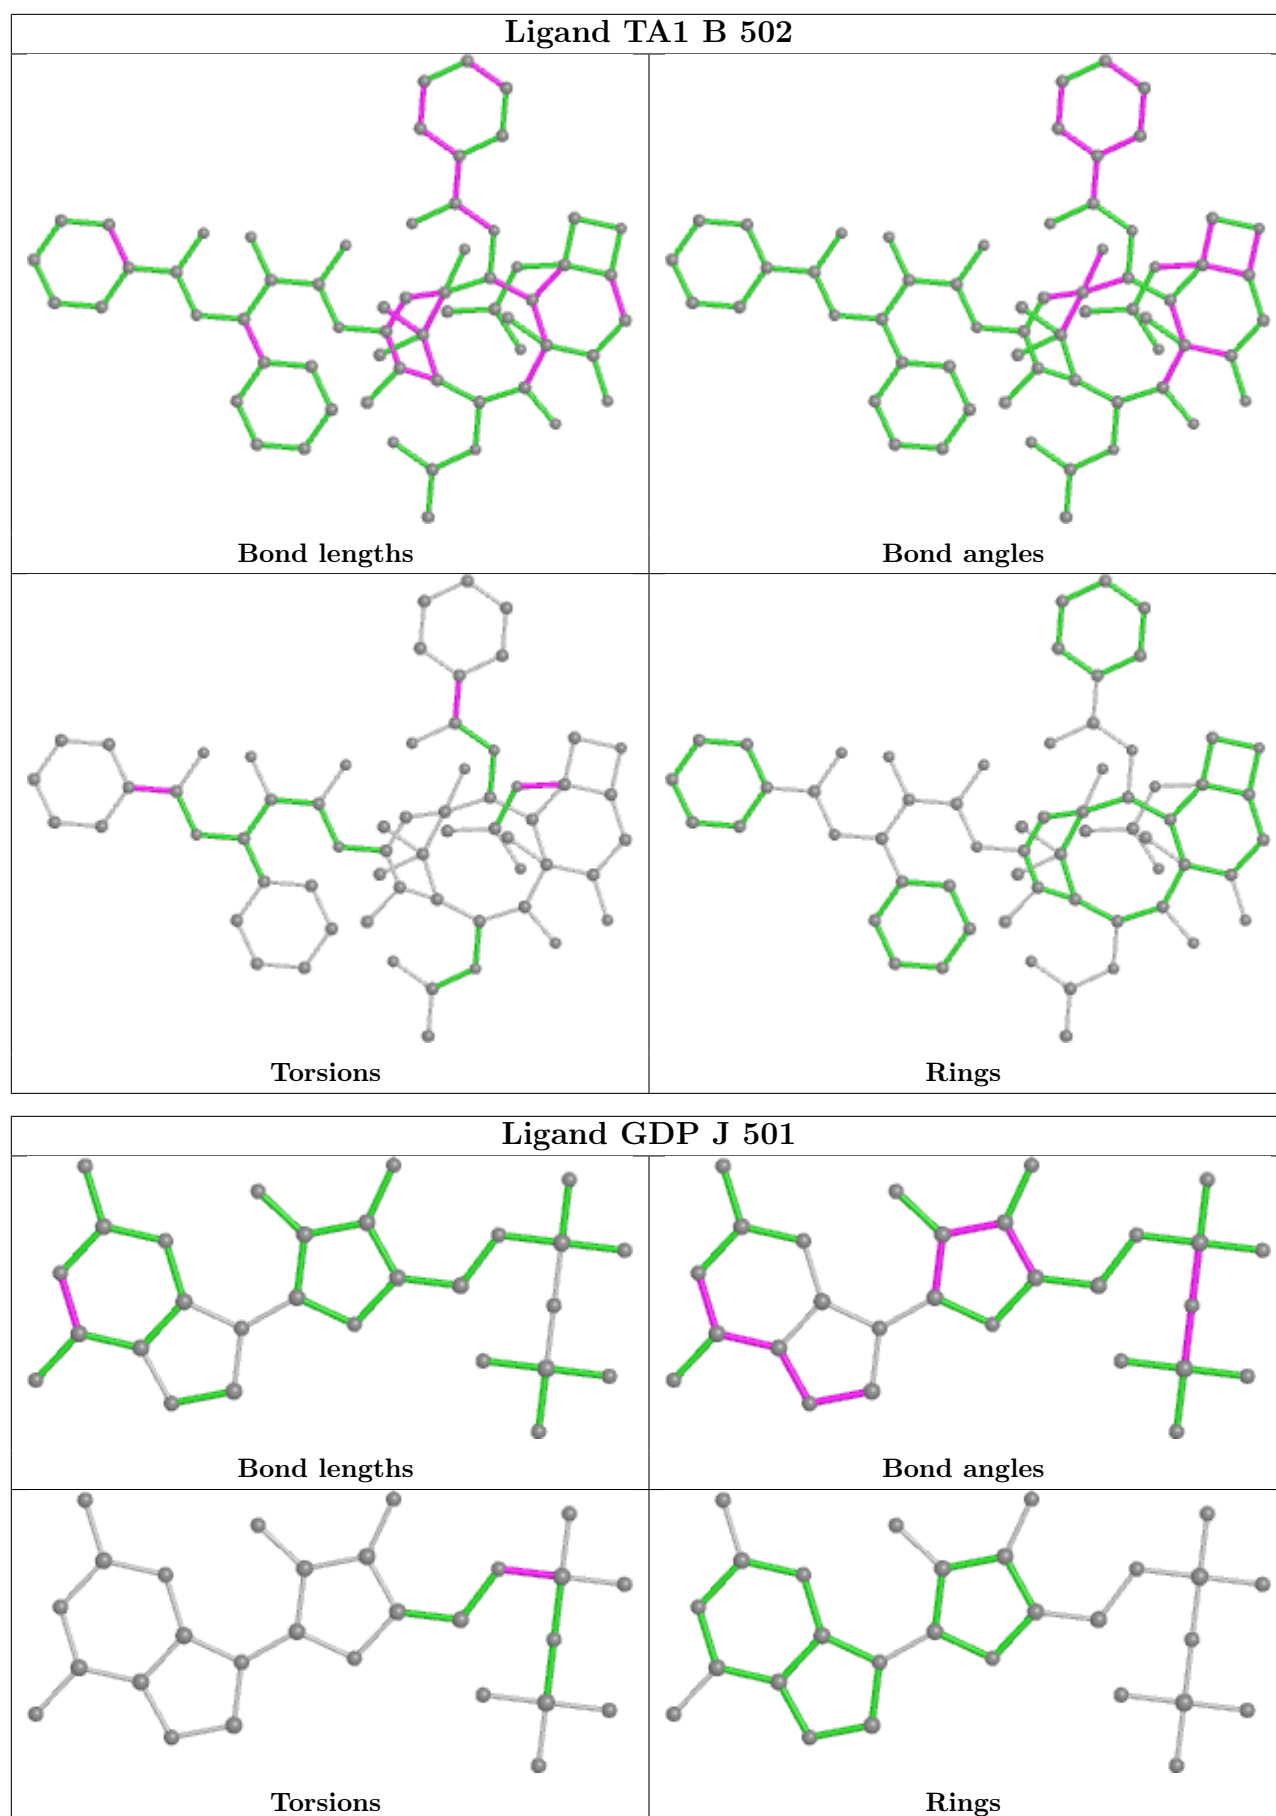 Ligand TA1 B 502
Bond lengths
Bond angles
Torsions
Rings
Ligand GDP J 501
Bond lengths
Bond angles
Torsions
Rings